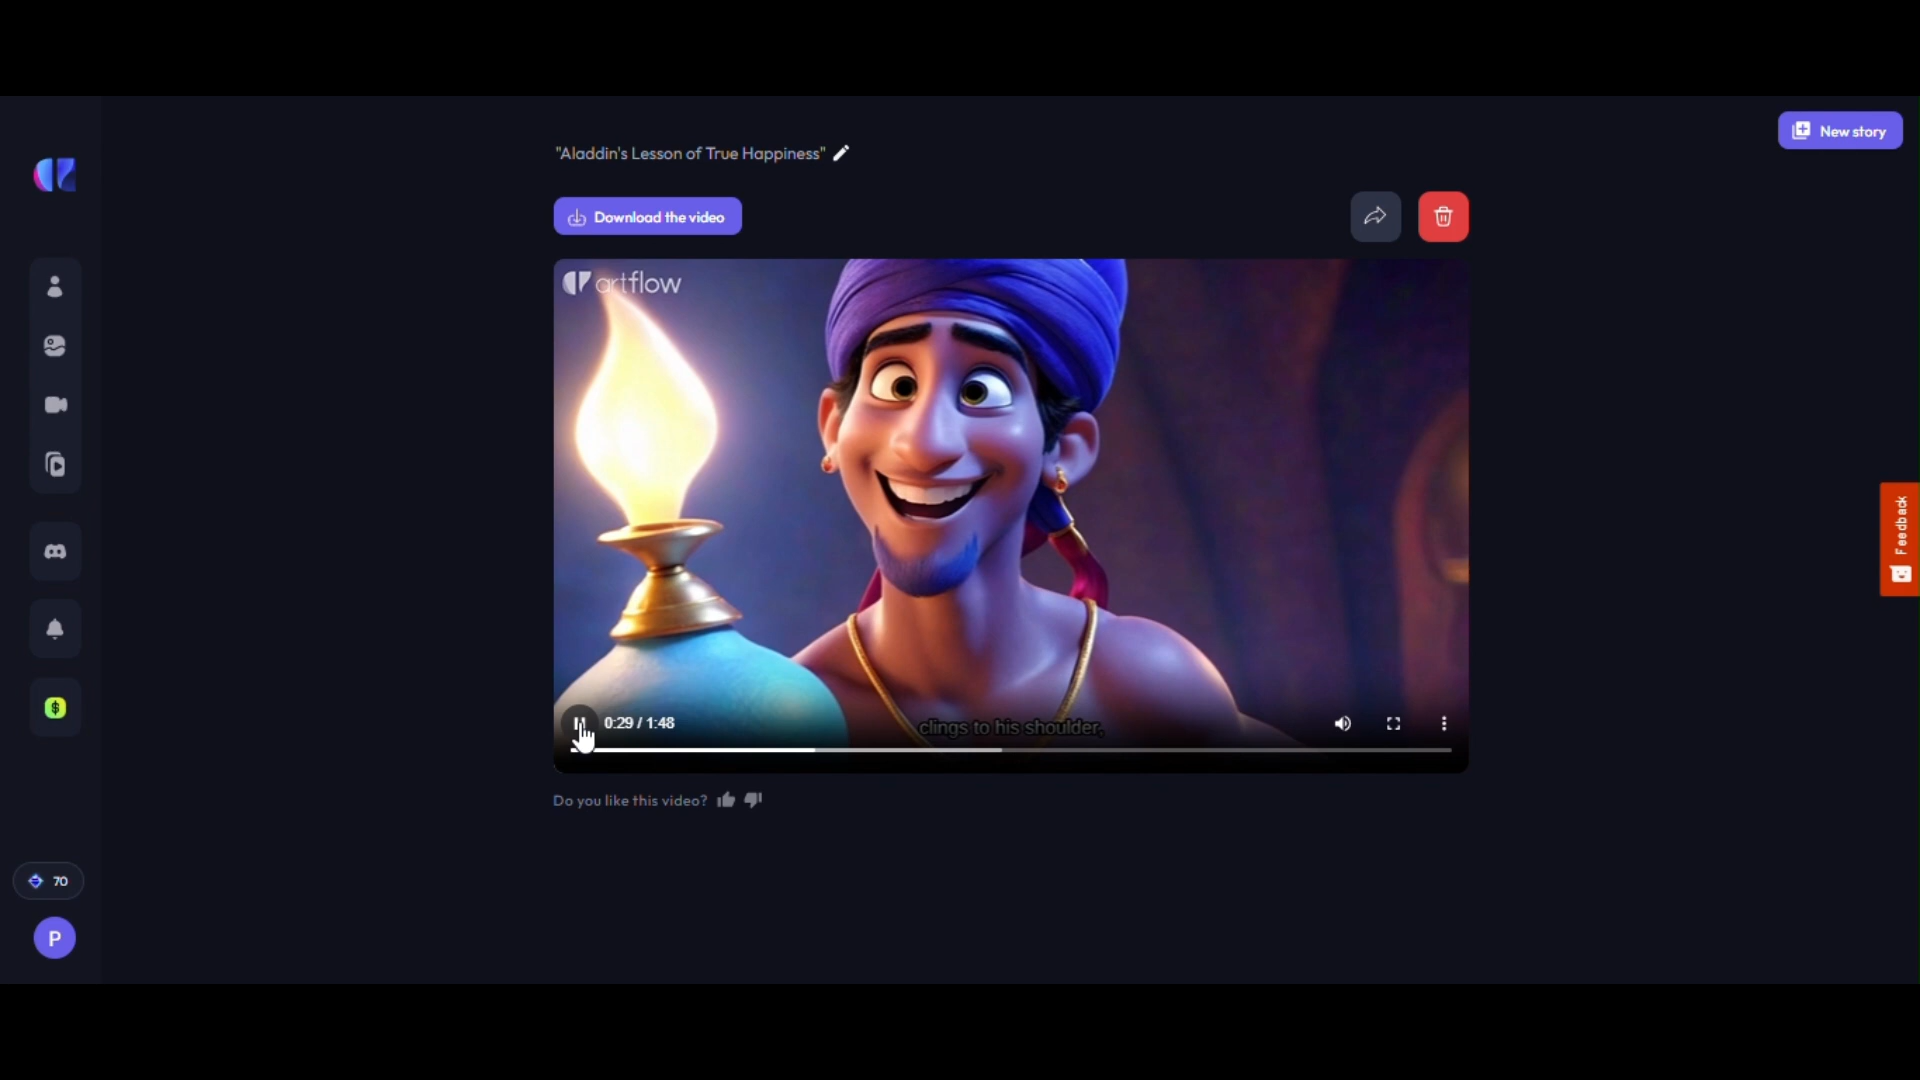 New story
"Aladdin's Lesson of True Happiness"
Download the video
artflow
clings to his shoulder,
0:29 / 1:48
Feedback
Do you like this video?
70
P